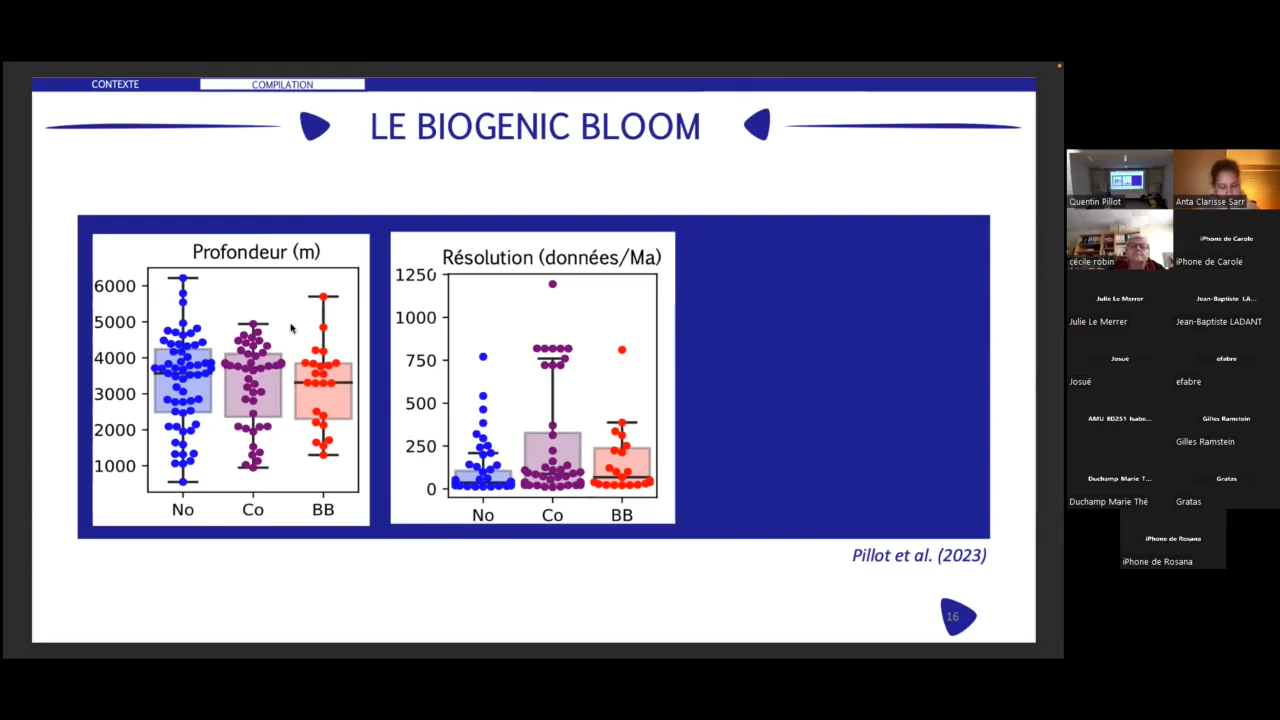 CONTEXTE
COMPILATION
LE BIOGENIC BLOOM
Profondeur (m)
6000
5000
4000
3000
2000
1000
No Co BB
Résolution (données/Ma)
1250
1000
750
500
250
0
No Co BB
Pillot et al. (2023)
16
Quentin Pillot
Anta Clarisse Sarr
cécile robin
iPhone de Carole
iPhone de Carole
Julie Le Merrer
Julie Le Merrer
Jean-Baptiste LA...
Jean-Baptiste LADANT
Josué
Josué
efabre
efabre
AMU ED251 Isabe...
Gilles Ramstein
Gilles Ramstein
Duchamp Marie T...
Duchamp Marie Thé
Gratas
Gratas
iPhone de Rosana
iPhone de Rosana